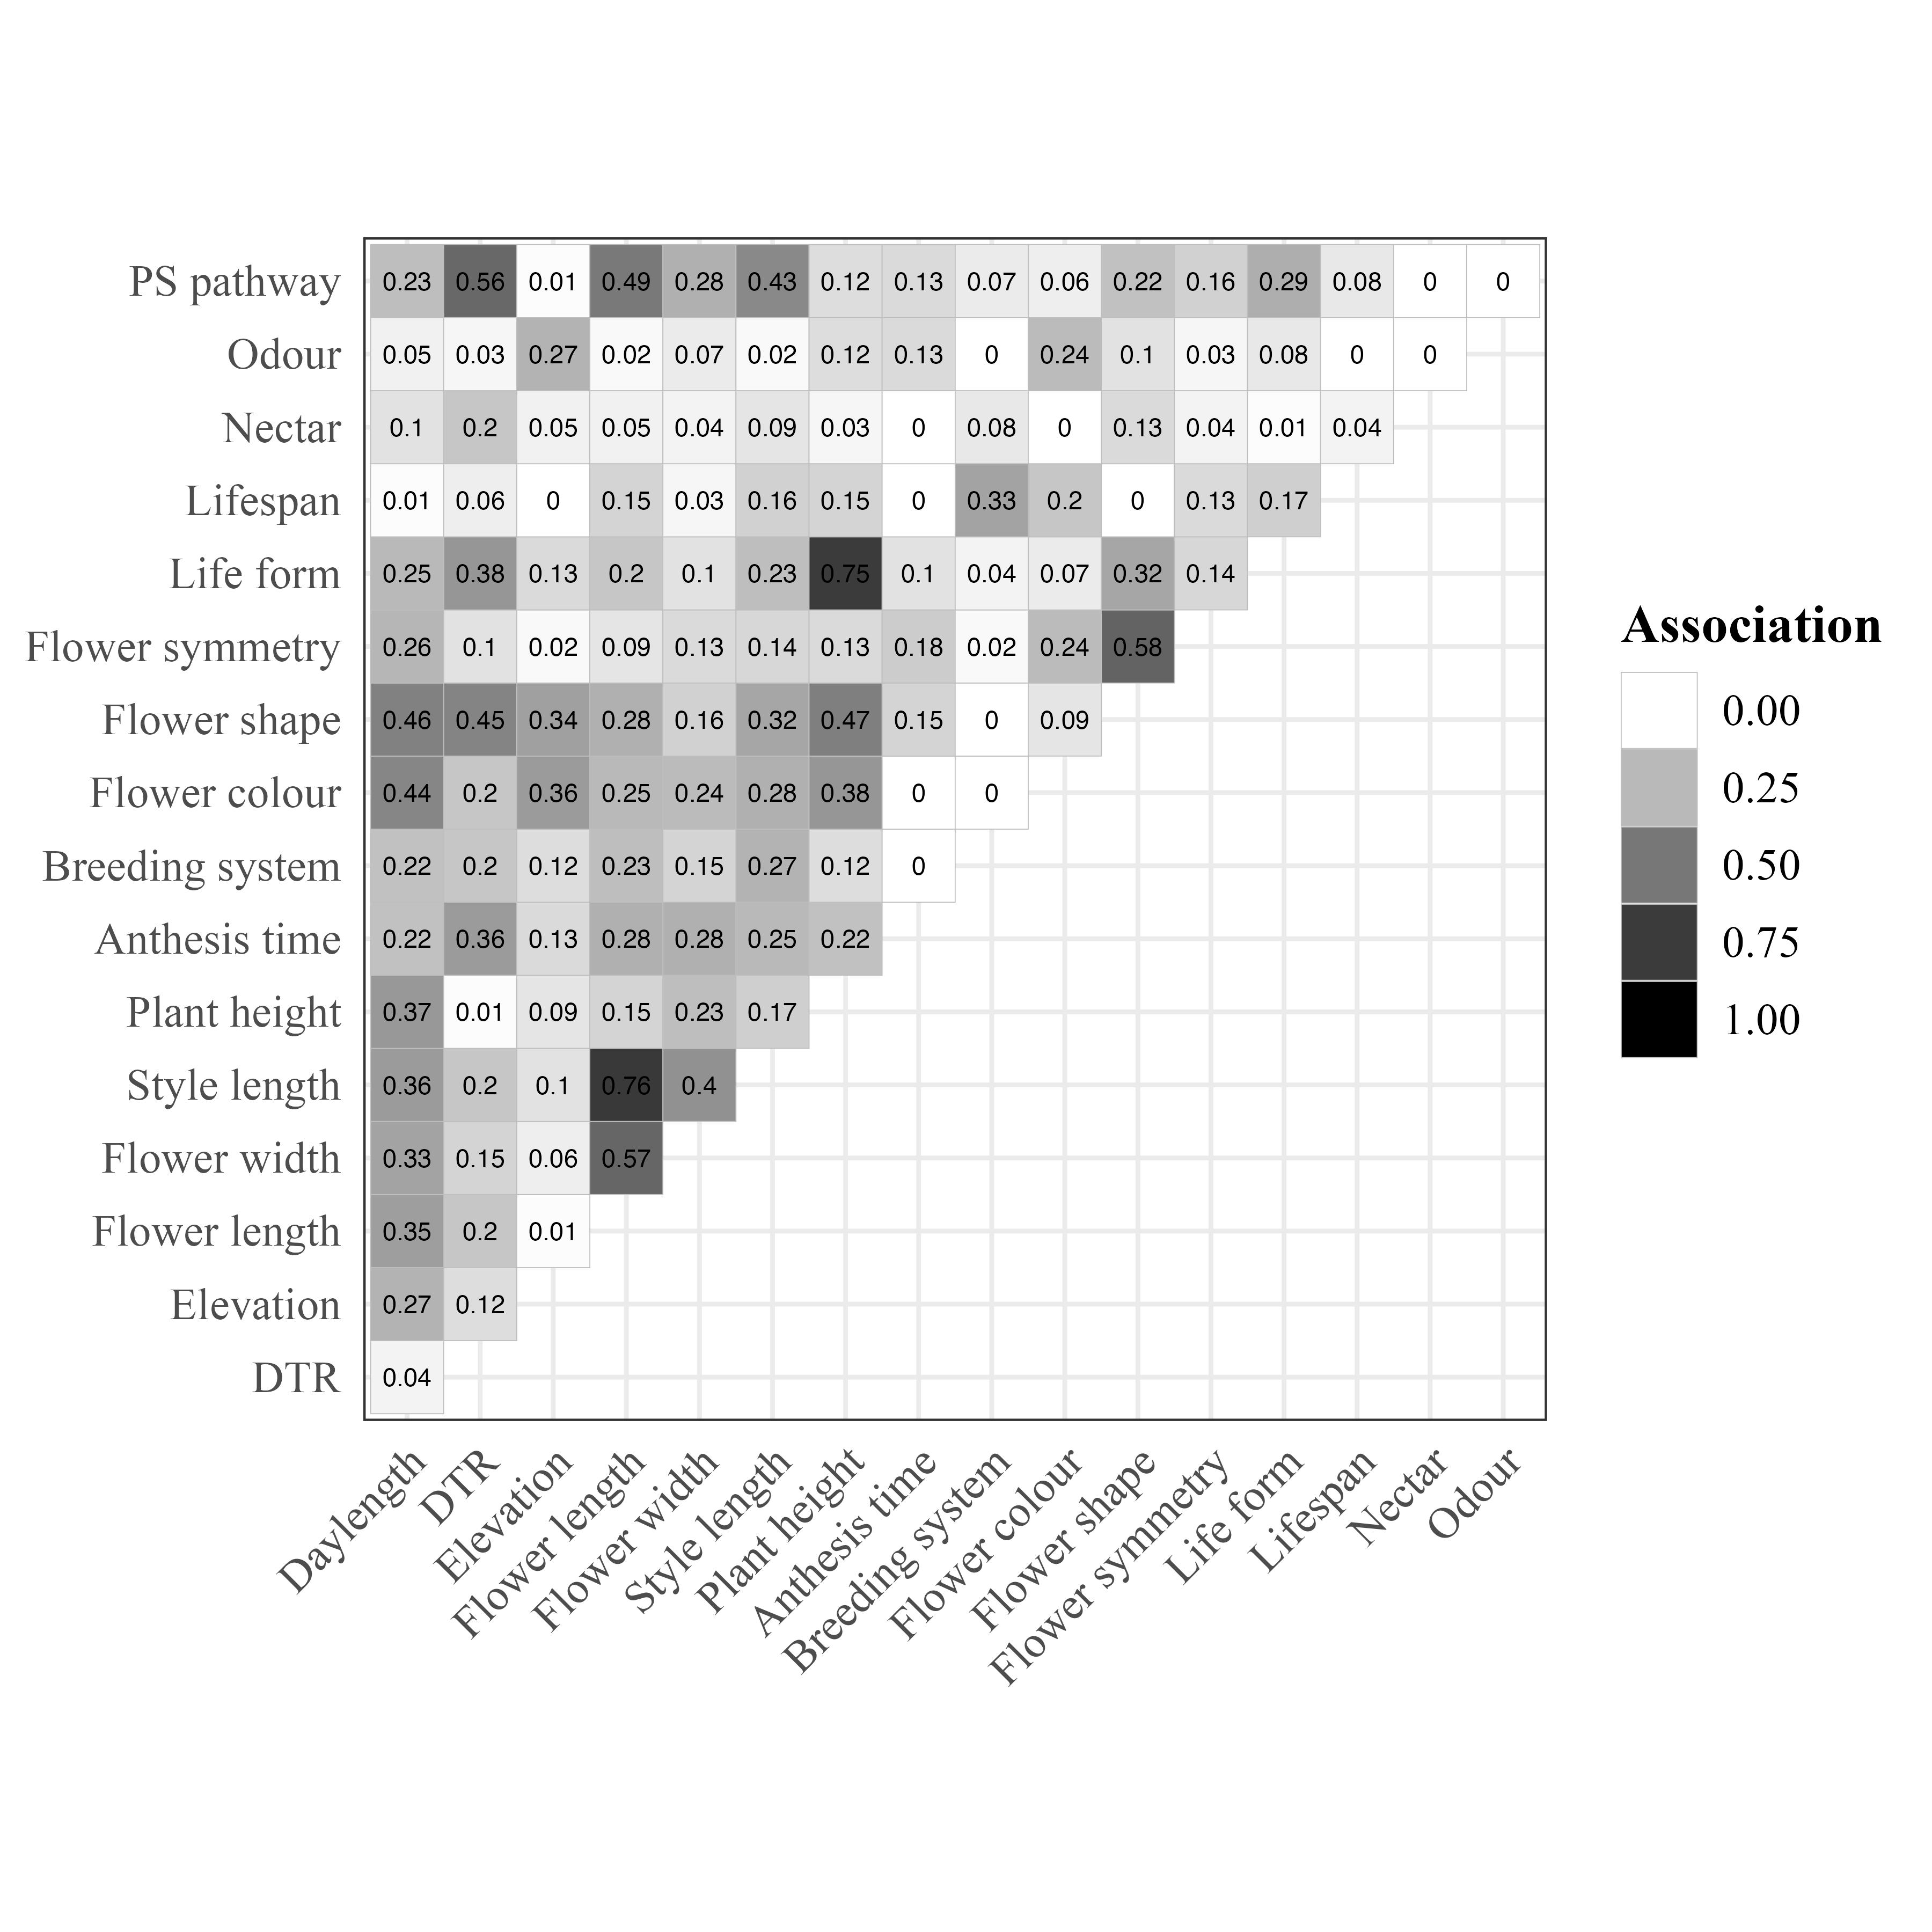 PS pathway 0.23 0.56 0.01 0.49 0.28 0.43 0.12 0.13 0.07 0.06 0.22 0.16 0.29 0.08 0 0
Odour 0.05 0.03 0.27 0.02 0.07 0.02 0.12 0.13 0 0.24 0.1 0.03 0.08 0 0
Nectar 0.1 0.2 0.05 0.05 0.04 0.09 0.03 0 0.08 0 0.13 0.04 0.01 0.04
Lifespan 0.01 0.06 0 0.15 0.03 0.16 0.15 0 0.33 0.2 0 0.13 0.17
Life form 0.25 0.38 0.13 0.2 0.1 0.23 0.75 0.1 0.04 0.07 0.32 0.14
Flower symmetry 0.26 0.1 0.02 0.09 0.13 0.14 0.13 0.18 0.02 0.24 0.58
Flower shape 0.46 0.45 0.34 0.28 0.16 0.32 0.47 0.15 0 0.09
Flower colour 0.44 0.2 0.36 0.25 0.24 0.28 0.38 0 0
Breeding system 0.22 0.2 0.12 0.23 0.15 0.27 0.12 0
Anthesis time 0.22 0.36 0.13 0.28 0.28 0.25 0.22
Plant height 0.37 0.01 0.09 0.15 0.23 0.17
Style length 0.36 0.2 0.1 0.76 0.4
Flower width 0.33 0.15 0.06 0.57
Flower length 0.35 0.2 0.01
Elevation 0.27 0.12
DTR 0.04
Daylength
DTR
Elevation
Flower length
Flower width
Style length
Plant height
Anthesis time
Breeding system
Flower colour
Flower shape
Flower symmetry
Life form
Lifespan
Nectar
Odour
Association
0.00
0.25
0.50
0.75
1.00